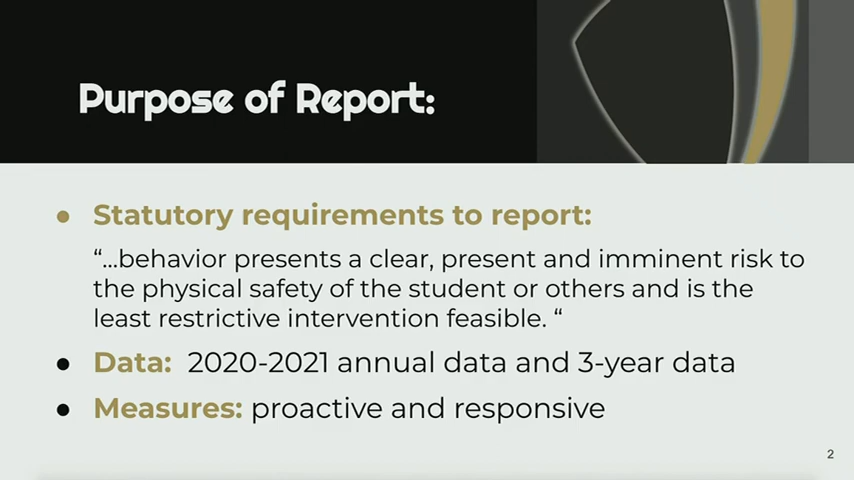 Purpose of Report:
● Statutory requirements to report:
“...behavior presents a clear, present and imminent risk to
the physical safety of the student or others and is the
least restrictive intervention feasible. “
● Data: 2020-2021 annual data and 3-year data
● Measures: proactive and responsive
2